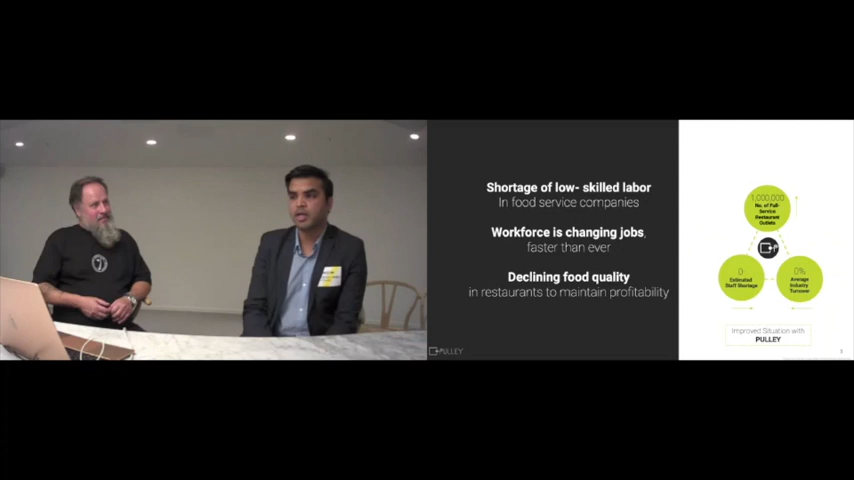 Shortage of low- skilled labor
In food service companies
Workforce is changing jobs,
faster than ever
Declining food quality
in restaurants to maintain profitability
PULLEY
1,000,000
No. of Full-
Service
Restaurant
Outlets
0
Estimated
Staff Shortage
0%
Average
Industry
Turnover
Improved Situation with
PULLEY
3